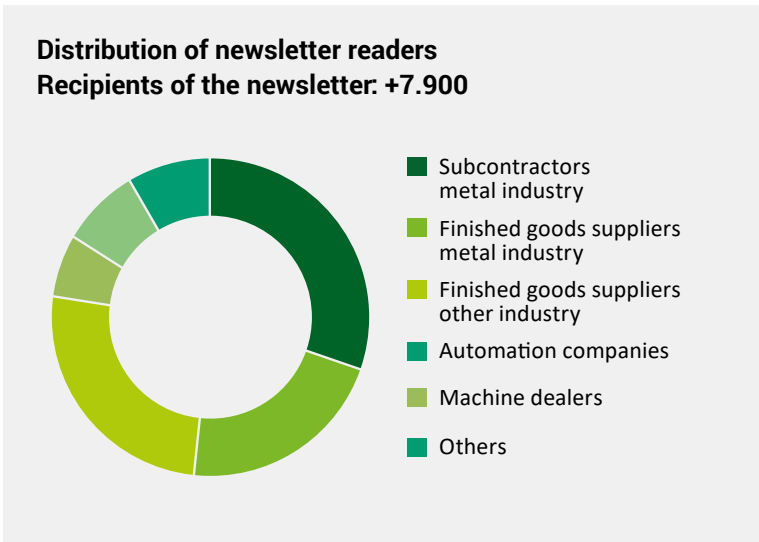 Distribution of newsletter readers
Recipients of the newsletter: +7.900
Subcontractors
metal industry
Finished goods suppliers
metal industry
Finished goods suppliers
other industry
Automation companies
Machine dealers
Others